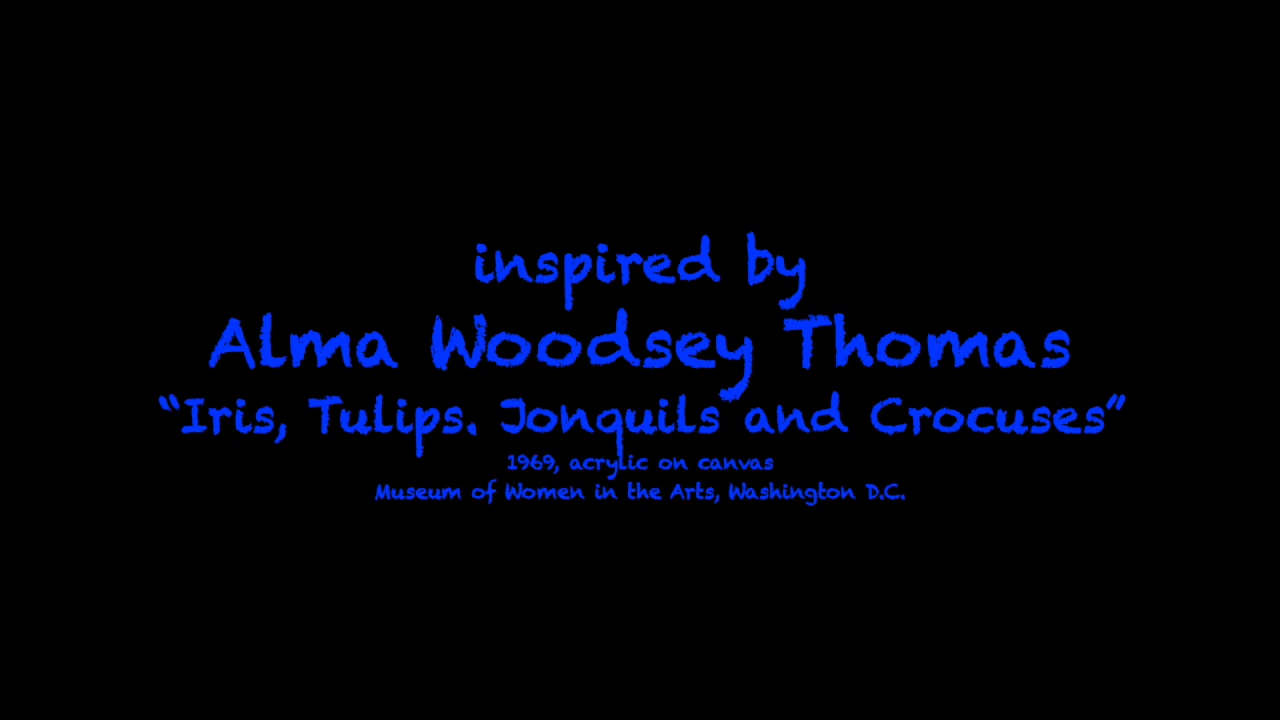 inspired by
Alma Woodsey Thomas
“Iris, Tulips. Jonquils and Crocuses”
1969, acrylic on canvas
Museum of Women in the Arts, Washington D.C.